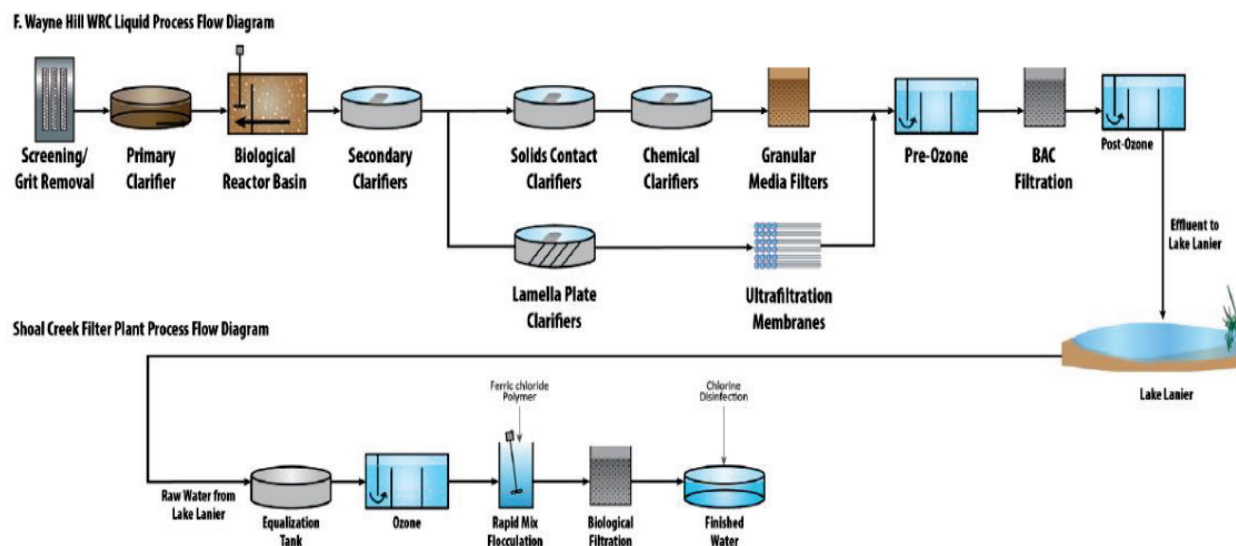 F. Wayne Hill WRC Liquid Process Flow Diagram
Screening/
Grit Removal
Primary
Clarifier
Biological
Reactor Basin
Secondary
Clarifiers
Solids Contact
Clarifiers
Chemical
Clarifiers
Granular
Media Filters
Pre-Ozone
BAC
Filtration
Post-Ozone
Effluent to
Lake Lanier
Lamella Plate
Clarifiers
Ultrafiltration
Membranes
Shoal Creek Filter Plant Process Flow Diagram
Lake Lanier
Ferric chloride
Polymer
Chlorine
Disinfection
Raw Water from
Lake Lanier
Equalization
Tank
Ozone
Rapid Mix
Flocculation
Biological
Filtration
Finished
Water